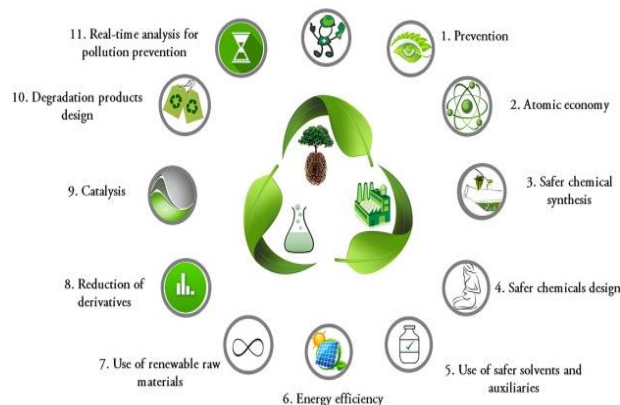 1. Prevention
2. Atomic economy
3. Safer chemical
synthesis
4. Safer chemicals design
5. Use of safer solvents and
auxiliaries
6. Energy efficiency
7. Use of renewable raw
materials
8. Reduction of
derivatives
9. Catalysis
10. Degradation products
design
11. Real-time analysis for
pollution prevention